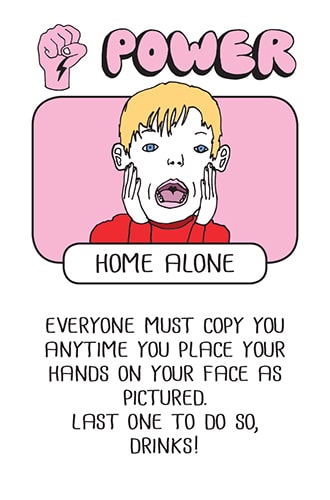 POWER
HOME ALONE
EVERYONE MUST COPY YOU
ANYTIME YOU PLACE YOUR
HANDS ON YOUR FACE AS
PICTURED.
LAST ONE TO DO SO,
DRINKS!